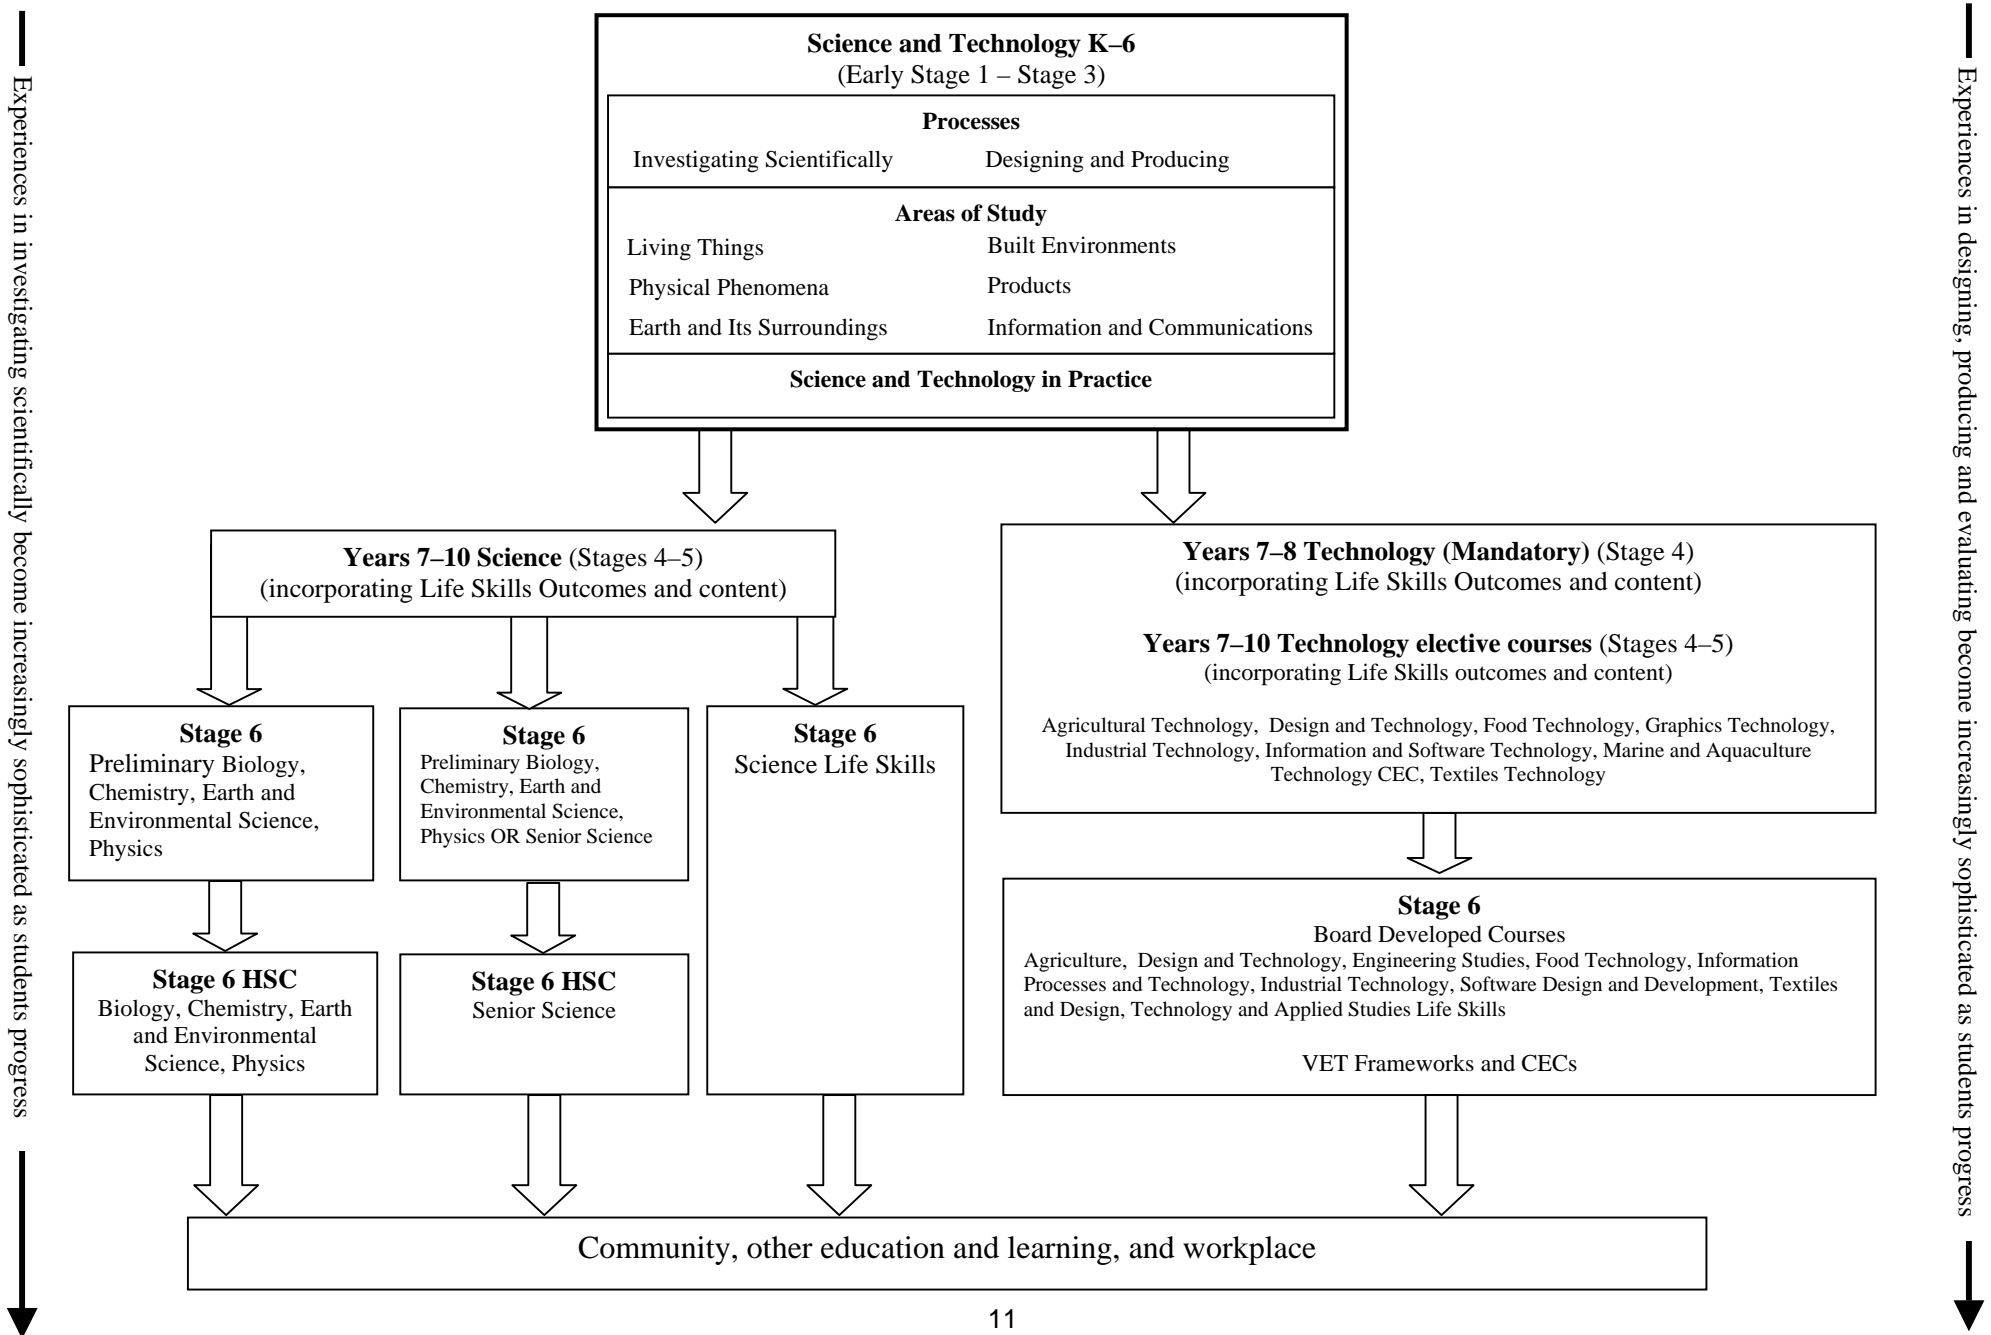 Science and Technology K–6
(Early Stage 1 – Stage 3)
Processes
Investigating Scientifically
Designing and Producing
Areas of Study
Living Things
Built Environments
Physical Phenomena
Products
Earth and Its Surroundings
Information and Communications
Science and Technology in Practice
Experiences in investigating scientifically become increasingly sophisticated as students progress
Experiences in designing, producing and evaluating become increasingly sophisticated as students progress
Years 7–10 Science (Stages 4–5)
(incorporating Life Skills Outcomes and content)
Years 7–8 Technology (Mandatory) (Stage 4)
(incorporating Life Skills Outcomes and content)
Years 7–10 Technology elective courses (Stages 4–5)
(incorporating Life Skills outcomes and content)
Agricultural Technology, Design and Technology, Food Technology, Graphics Technology,
Industrial Technology, Information and Software Technology, Marine and Aquaculture
Technology CEC, Textiles Technology
Stage 6
Preliminary Biology,
Chemistry, Earth and
Environmental Science,
Physics
Stage 6
Preliminary Biology,
Chemistry, Earth and
Environmental Science,
Physics OR Senior Science
Stage 6
Science Life Skills
Stage 6
Board Developed Courses
Agriculture, Design and Technology, Engineering Studies, Food Technology, Information
Processes and Technology, Industrial Technology, Software Design and Development, Textiles
and Design, Technology and Applied Studies Life Skills
VET Frameworks and CECs
Stage 6 HSC
Biology, Chemistry, Earth
and Environmental
Science, Physics
Stage 6 HSC
Senior Science
Community, other education and learning, and workplace
11